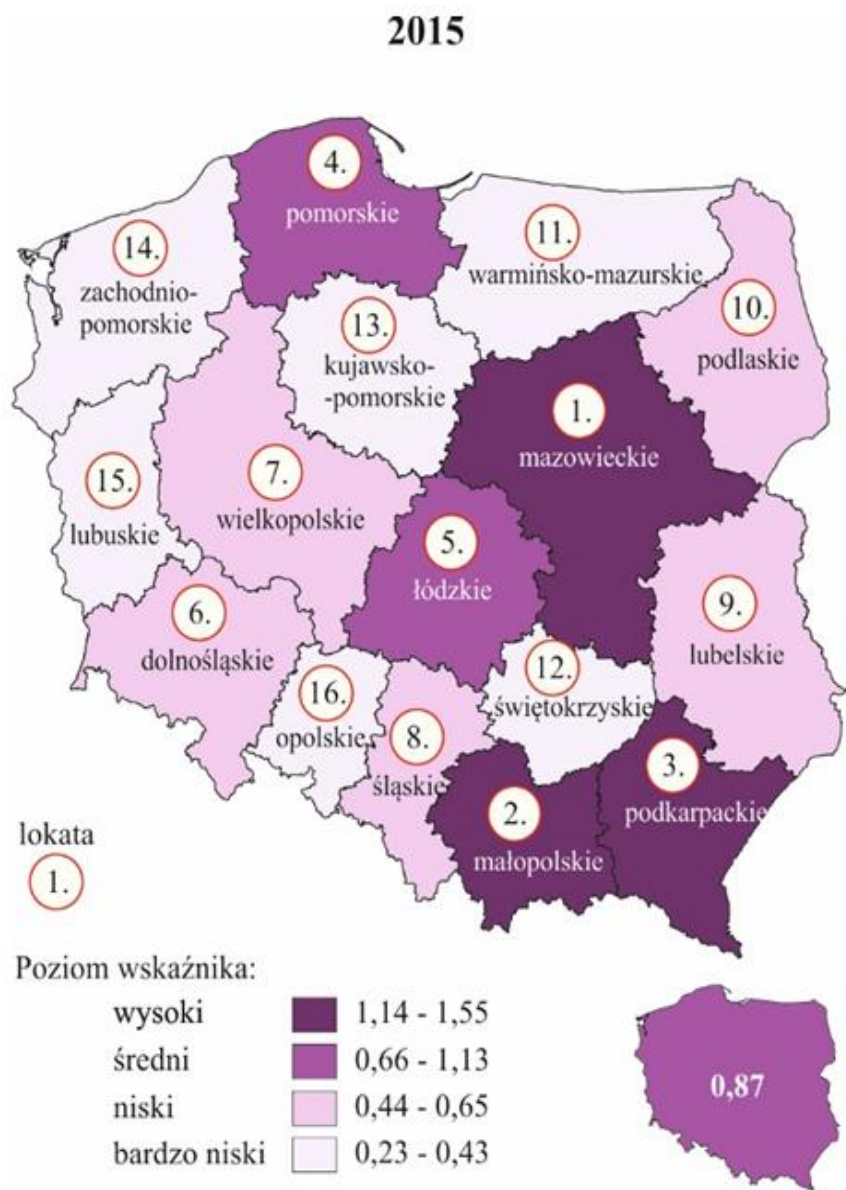 2015
4.
pomorskie
14.
zachodnio-
pomorskie
11.
warmińsko-mazurskie
10.
podlaskie
13.
kujawsko-
-pomorskie
1.
mazowieckie
15.
lubuskie
7.
wielkopolskie
5.
łódzkie
9.
lubelskie
6.
dolnośląskie
12.
świętokrzyskie
16.
opolskie
8.
śląskie
3.
podkarpackie
2.
małopolskie
lokata
1.
Poziom wskaźnika:
wysoki 1,14 - 1,55
średni 0,66 - 1,13
niski 0,44 - 0,65
bardzo niski 0,23 - 0,43
0,87